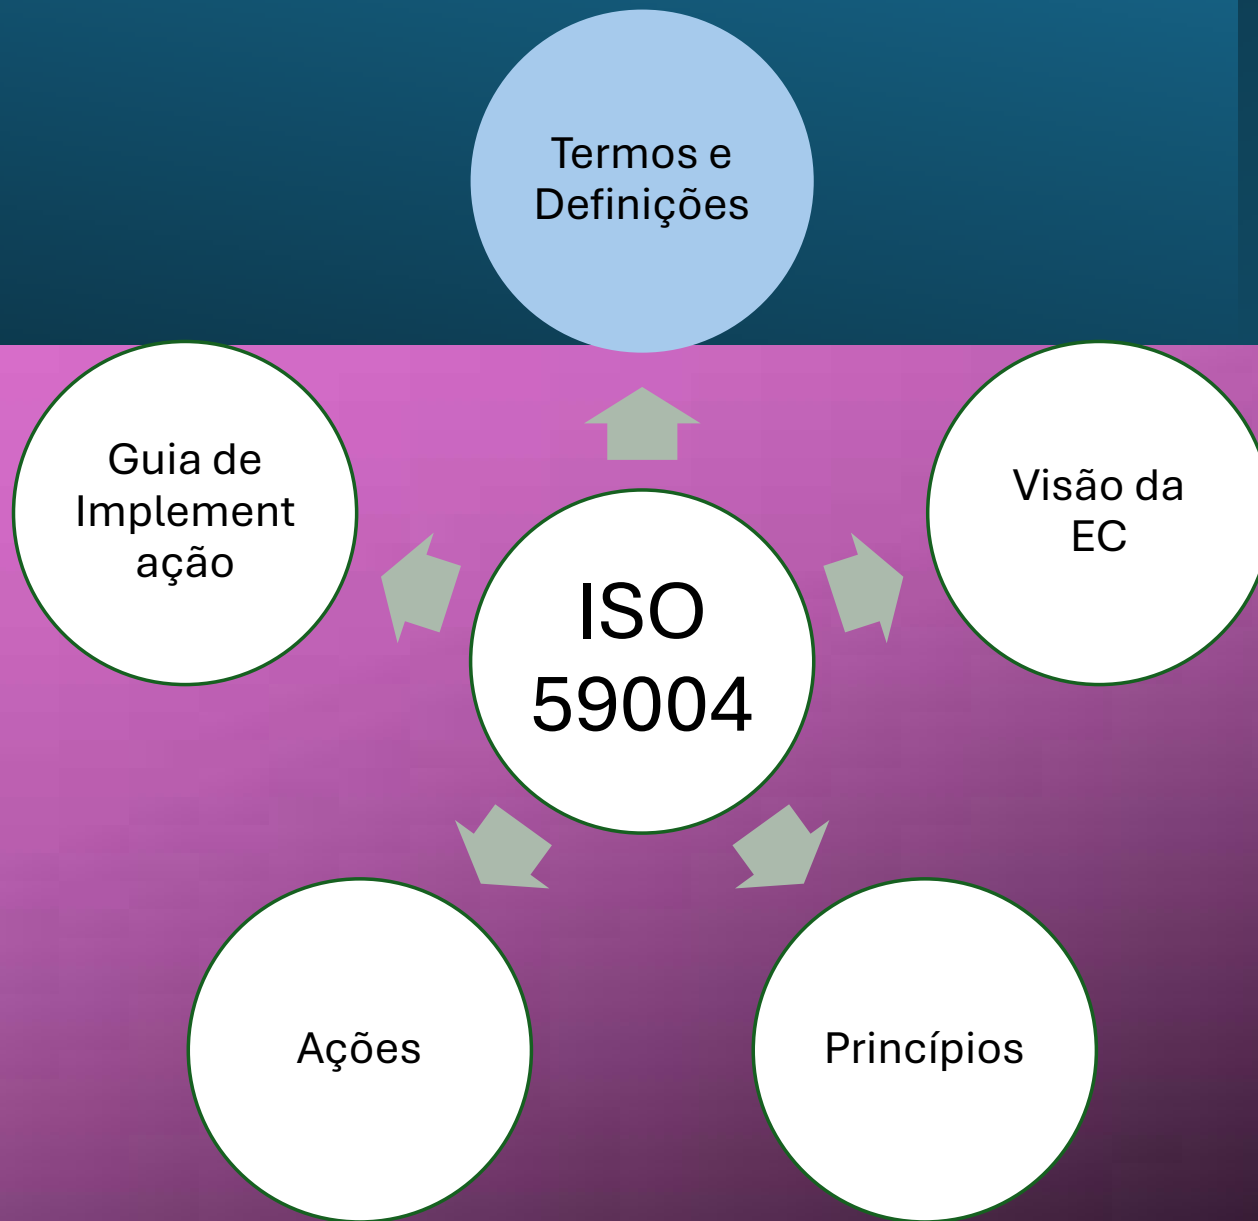 Termos e
Definições
Guia de
Implement
ação
Visão da
EC
ISO
59004
Ações
Princípios